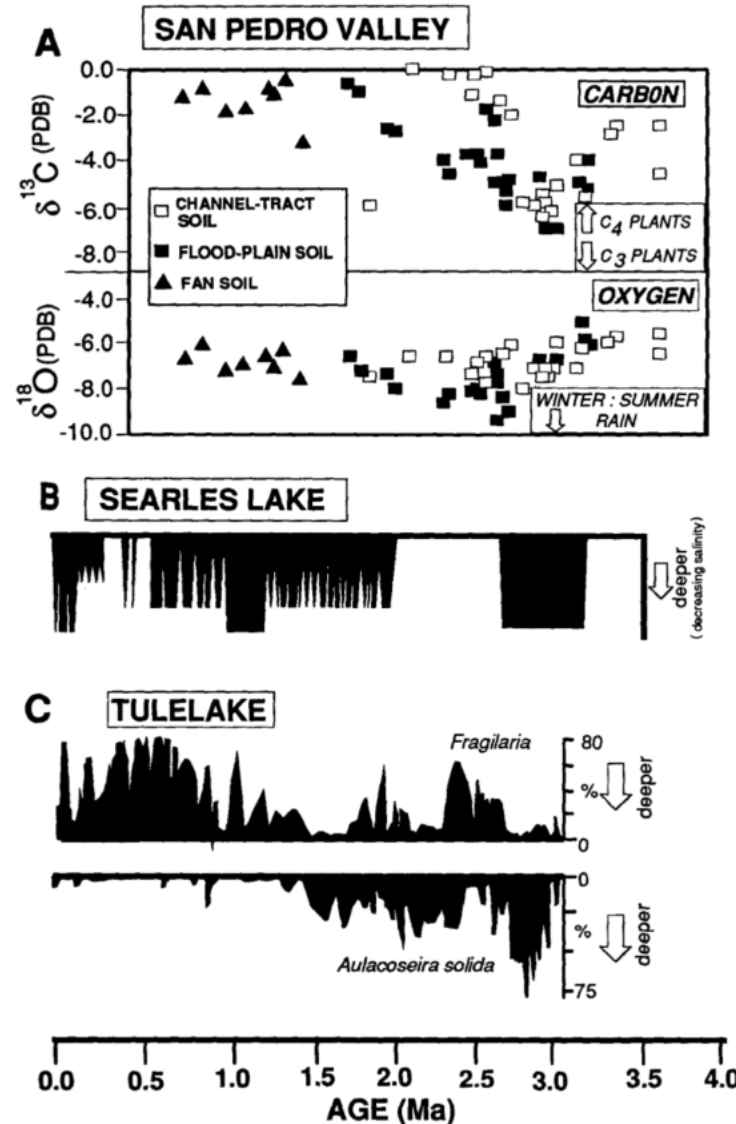 A
SAN PEDRO VALLEY
0.0
-2.0
-4.0
-6.0
-8.0
δ13C (PDB)
CARB0N
CHANNEL-TRACT
SOIL
FLOOD-PLAIN SOIL
FAN SOIL
C4 PLANTS
C3 PLANTS
OXYGEN
-4.0
-6.0
-8.0
-10.0
δ18O (PDB)
WINTER : SUMMER
RAIN
B
SEARLES LAKE
deeper
(decreasing salinity)
C
TULELAKE
Fragilaria
80
%
0
deeper
0
%
75
deeper
Aulacoseira solida
0.0 0.5 1.0 1.5 2.0 2.5 3.0 3.5 4.0
AGE (Ma)